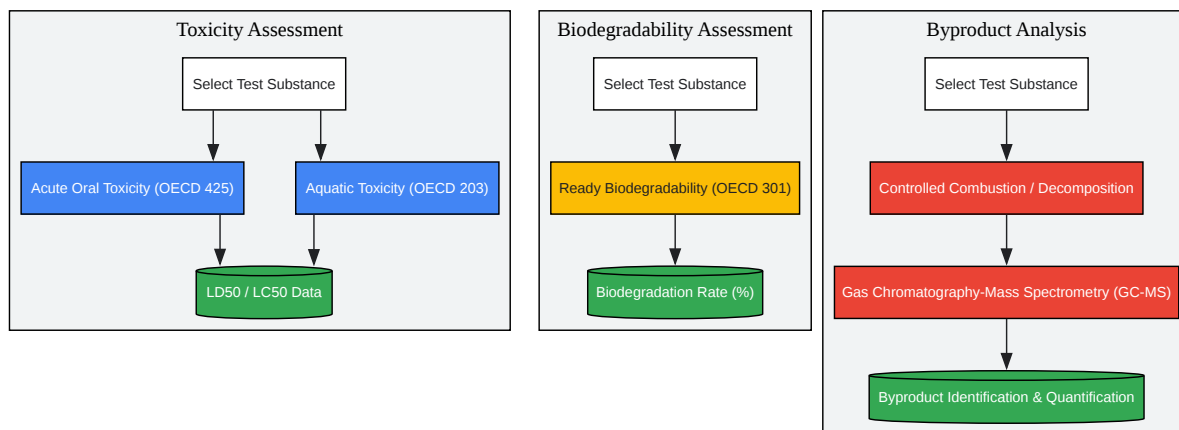 Toxicity Assessment
Select Test Substance
Acute Oral Toxicity (OECD 425)
Aquatic Toxicity (OECD 203)
LD50 / LC50 Data
Biodegradability Assessment
Select Test Substance
Ready Biodegradability (OECD 301)
Biodegradation Rate (%)
Byproduct Analysis
Select Test Substance
Controlled Combustion / Decomposition
Gas Chromatography-Mass Spectrometry (GC-MS)
Byproduct Identification & Quantification